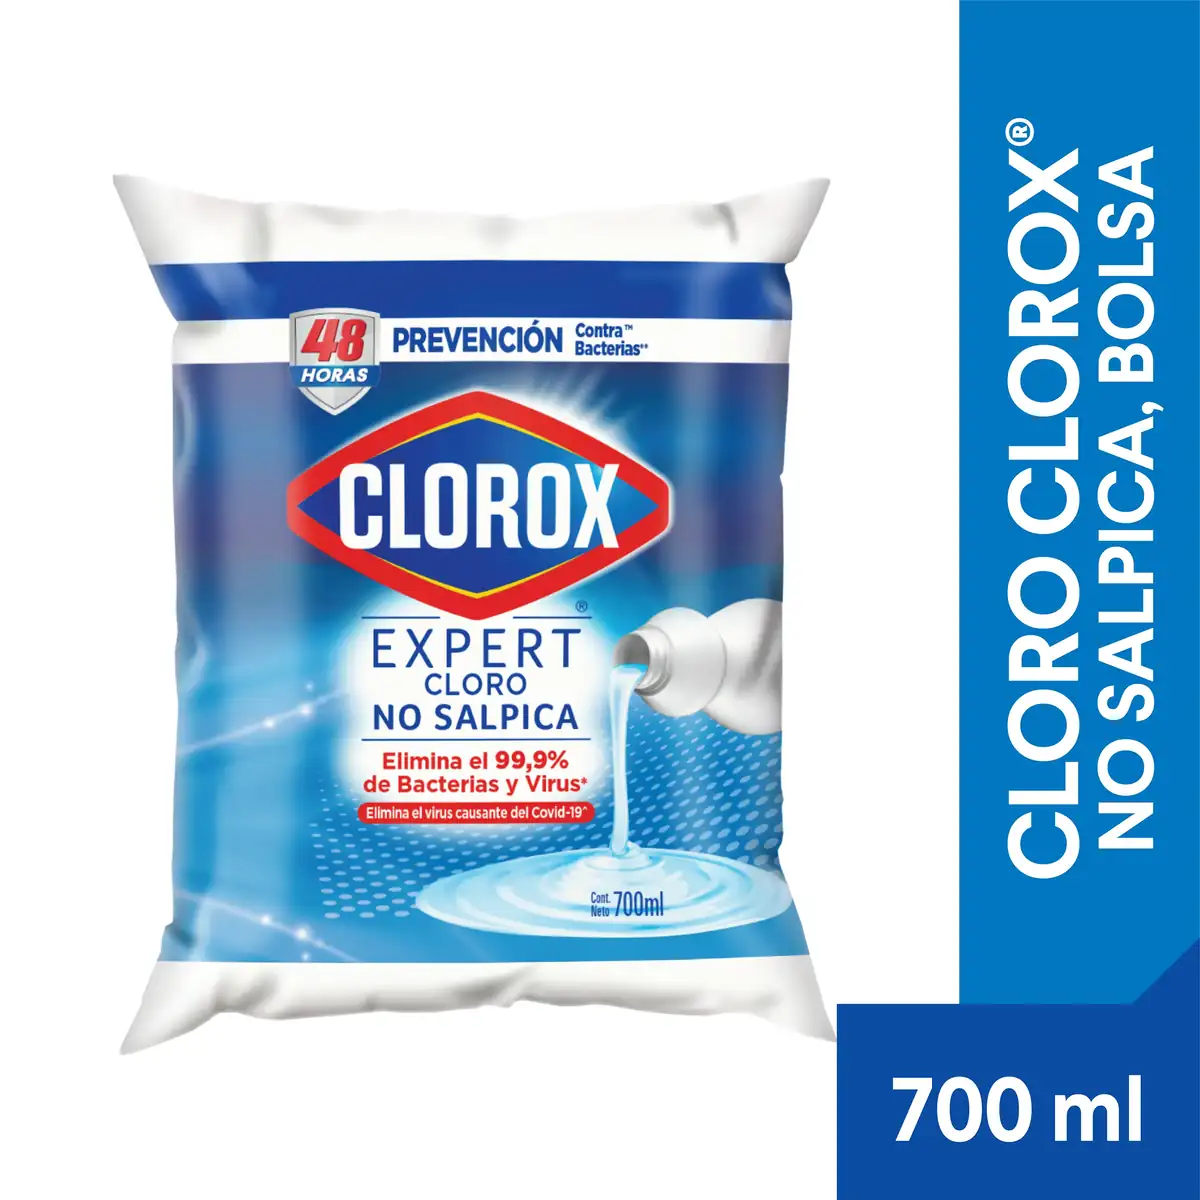 48
HORAS
PREVENCIÓN
Contra™
Bacterias**
CLOROX
®
EXPERT
CLORO
NO SALPICA
Elimina el 99,9%
de Bacterias y Virus*
Elimina el virus causante del Covid-19^
Cont.
Neto 700ml
CLORO CLOROX®
NO SALPICA, BOLSA
700 ml